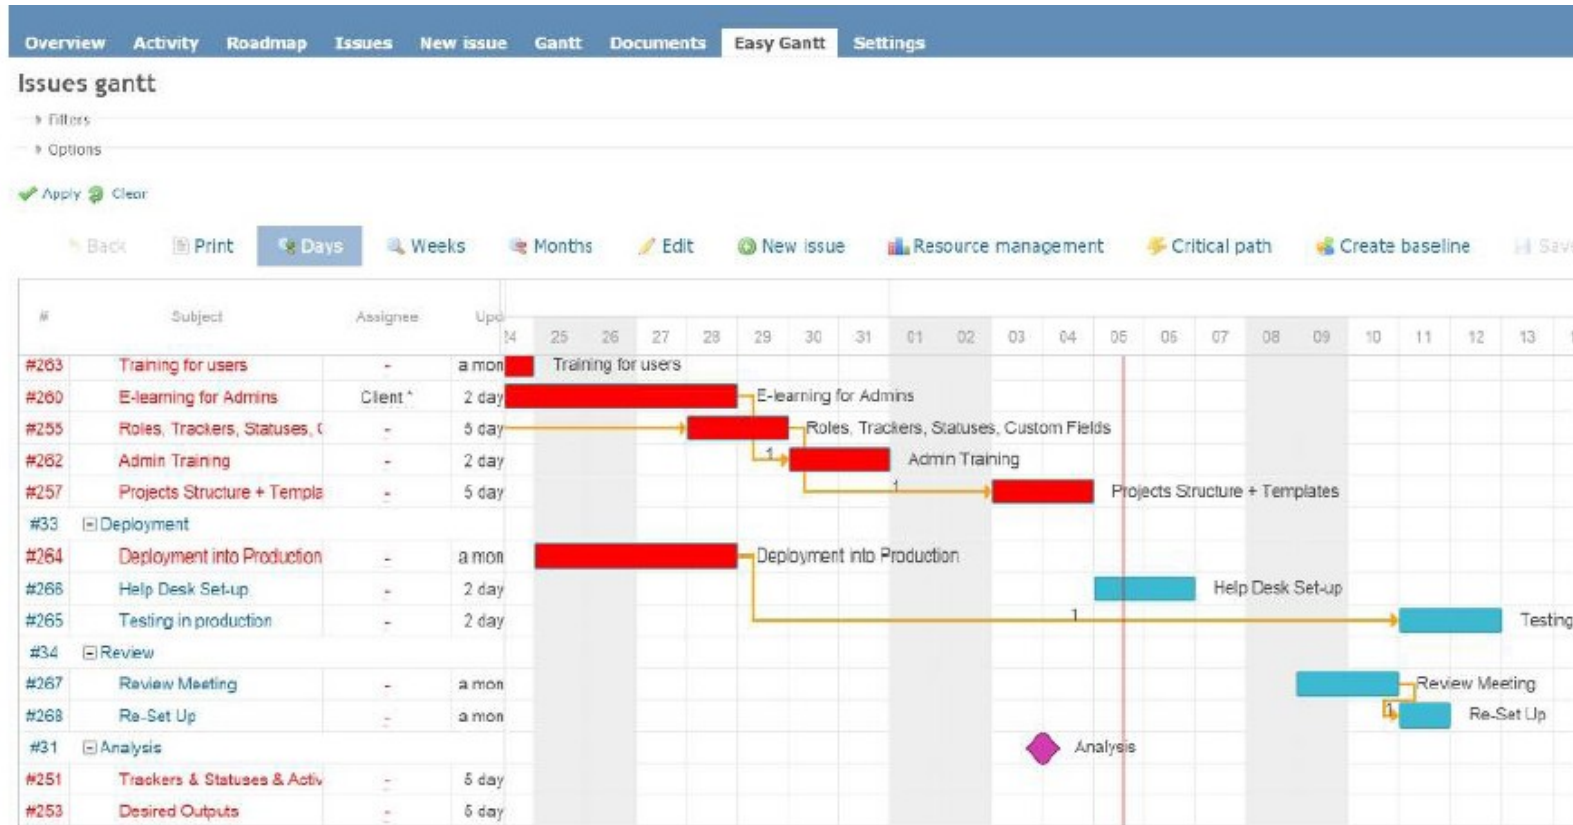 Overview Activity Roadmap Issues New issue Gantt Documents Easy Gantt Settings
Issues gantt
Filters
Options
Apply Clear
Back Print Days Weeks Months Edit New issue Resource management Critical path Create baseline Save
# Subject Assignee Upd
24 25 26 27 28 29 30 31 01 02 03 04 05 06 07 08 09 10 11 12 13
#263 Training for users - a mon Training for users
#260 E-learning for Admins Client * 2 day E-learning for Admins
#255 Roles, Trackers, Statuses, C - 5 day Roles, Trackers, Statuses, Custom Fields
#262 Admin Training - 2 day 1 Admin Training
#257 Projects Structure + Templa - 5 day 1 Projects Structure + Templates
#33 Deployment
#264 Deployment into Production - a mon Deployment into Production
#266 Help Desk Set-up - 2 day Help Desk Set-up
#265 Testing in production - 2 day 1 Testing
#34 Review
#267 Review Meeting - a mon Review Meeting
#268 Re-Set Up - a mon 1 Re-Set Up
#31 Analysis Analysis
#251 Trackers & Statuses & Activ - 5 day
#253 Desired Outputs - 5 day